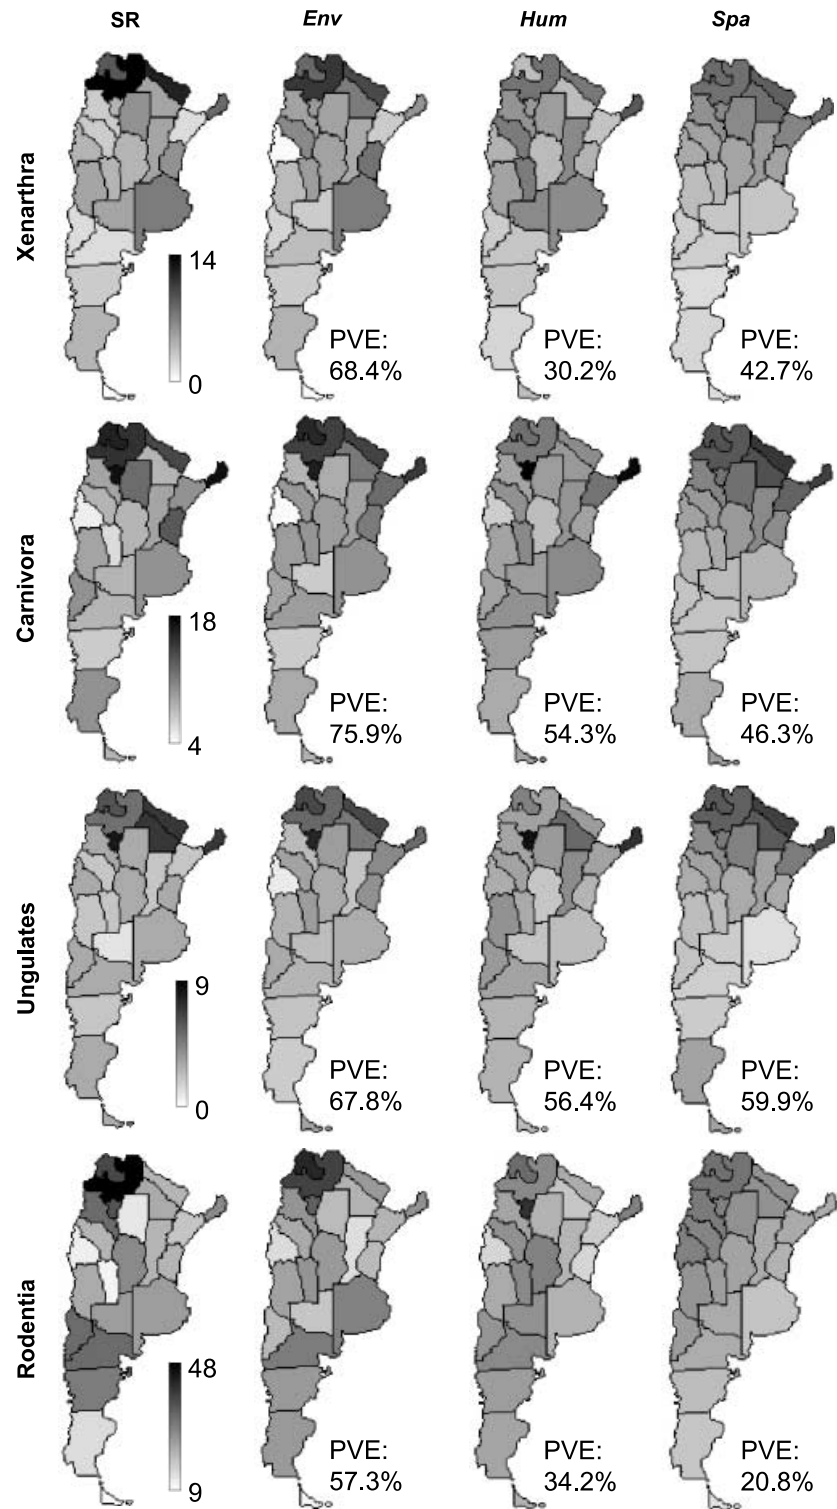 SR Env Hum Spa
Xenarthra
14
0
PVE:
68.4%
PVE:
30.2%
PVE:
42.7%
Carnivora
18
4
PVE:
75.9%
PVE:
54.3%
PVE:
46.3%
Ungulates
9
0
PVE:
67.8%
PVE:
56.4%
PVE:
59.9%
Rodentia
48
9
PVE:
57.3%
PVE:
34.2%
PVE:
20.8%